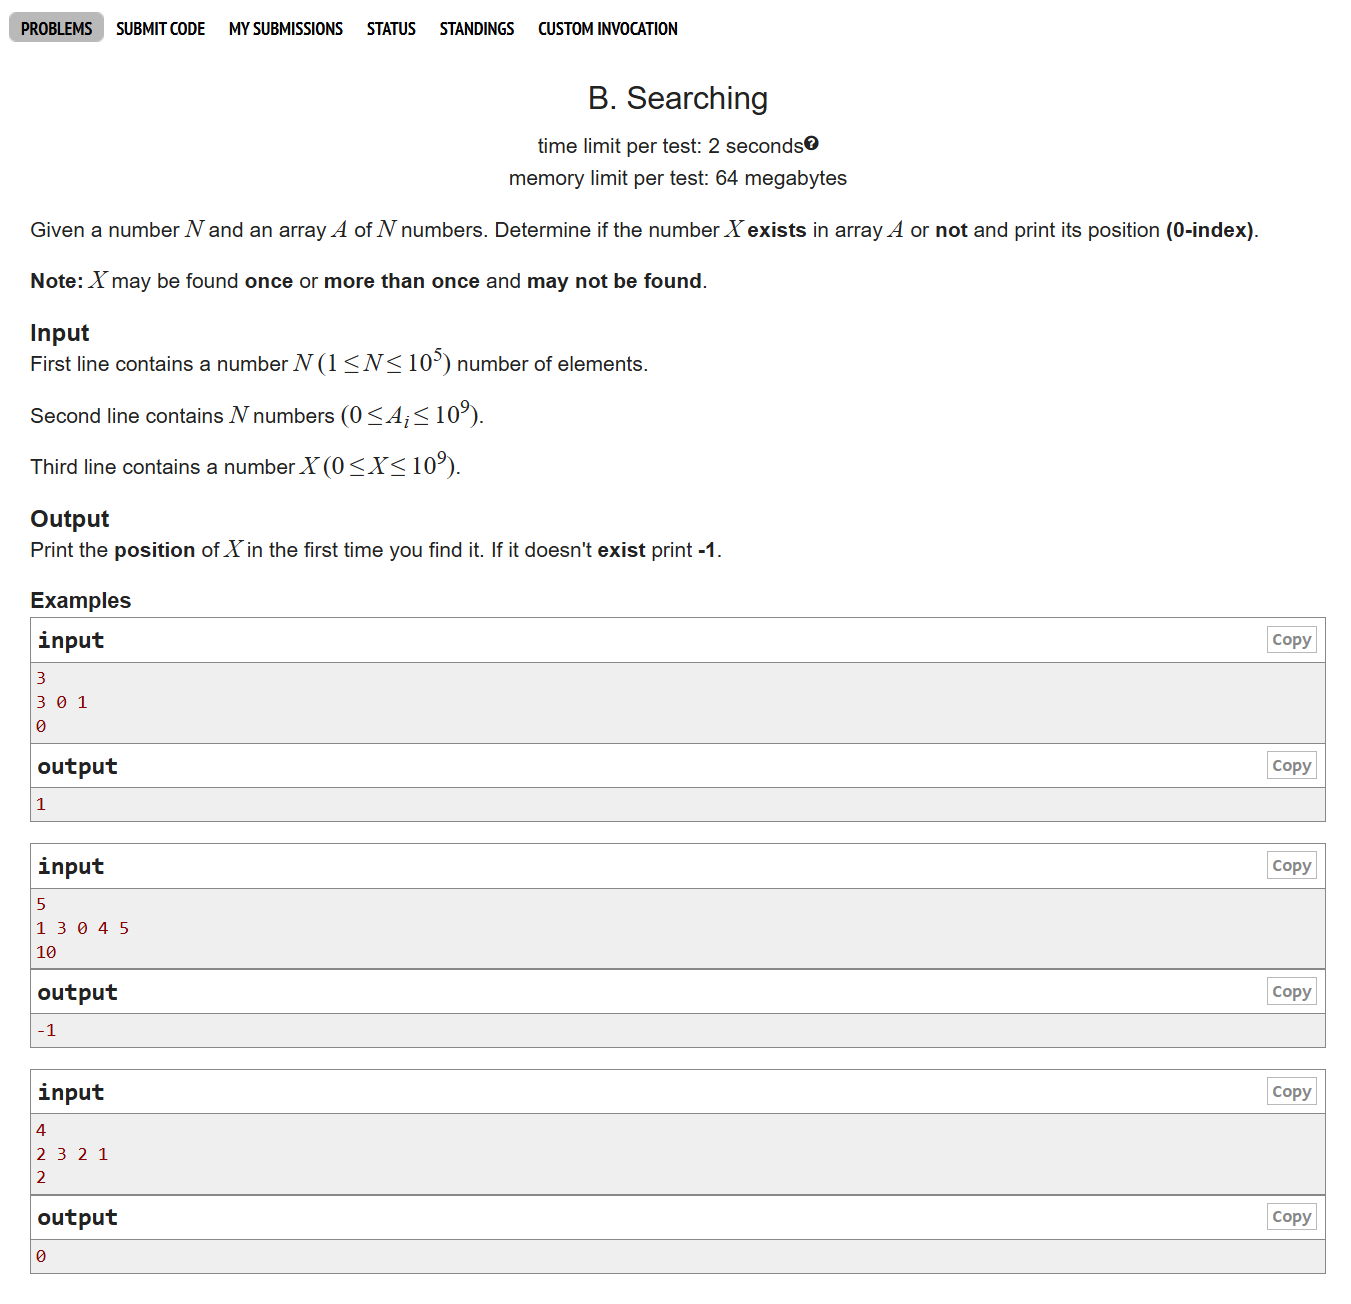 PROBLEMS SUBMIT CODE MY SUBMISSIONS STATUS STANDINGS CUSTOM INVOCATION
B. Searching
time limit per test: 2 seconds?
memory limit per test: 64 megabytes
Given a number N and an array A of N numbers. Determine if the number X exists in array A or not and print its position (0-index).
Note: X may be found once or more than once and may not be found.
Input
First line contains a number N (1 ≤ N ≤ 10^5) number of elements.
Second line contains N numbers (0 ≤ A_i ≤ 10^9).
Third line contains a number X (0 ≤ X ≤ 10^9).
Output
Print the position of X in the first time you find it. If it doesn't exist print -1.
Examples
input Copy
3
3 0 1
0
output Copy
1
input Copy
5
1 3 0 4 5
10
output Copy
-1
input Copy
4
2 3 2 1
2
output Copy
0